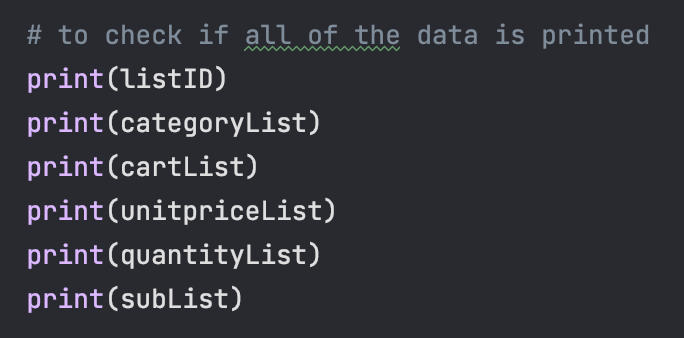 # to check if all of the data is printed
print(listID)
print(categoryList)
print(cartList)
print(unitpriceList)
print(quantityList)
print(subList)